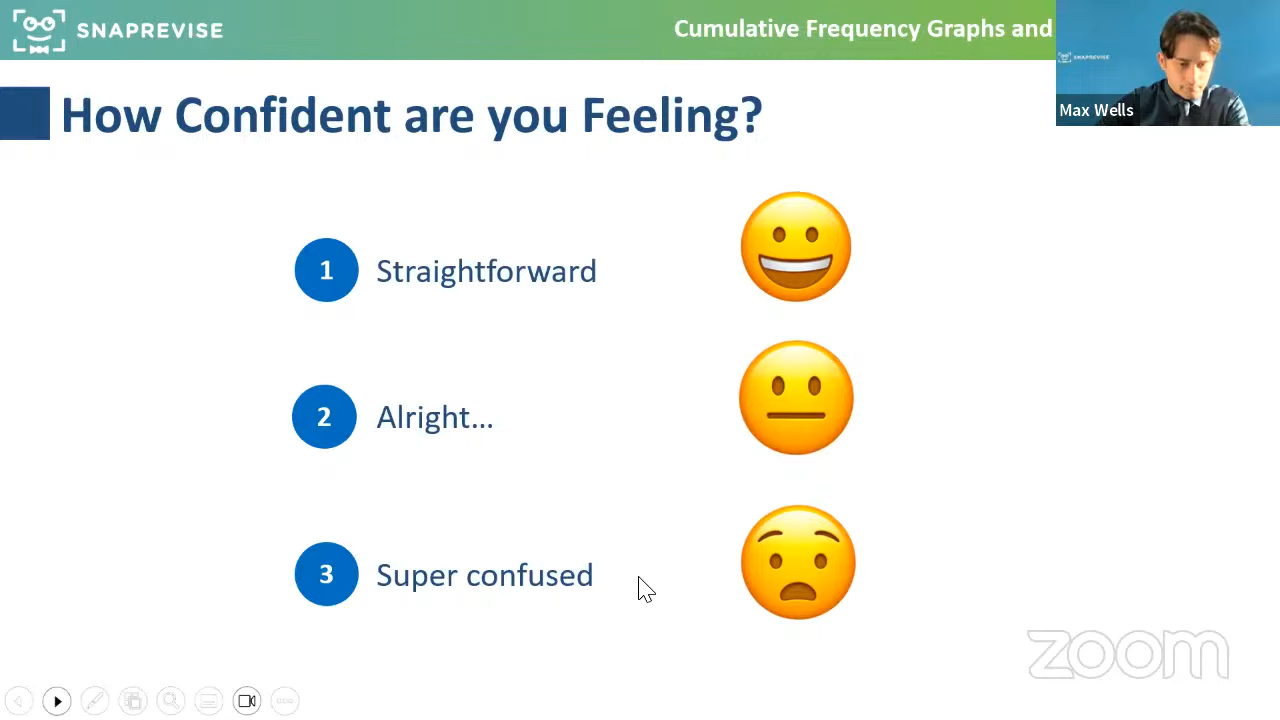 SNAPREVISE
Cumulative Frequency Graphs and
SNAPREVISE
Max Wells
How Confident are you Feeling?
1 Straightforward
2 Alright...
3 Super confused
zoom